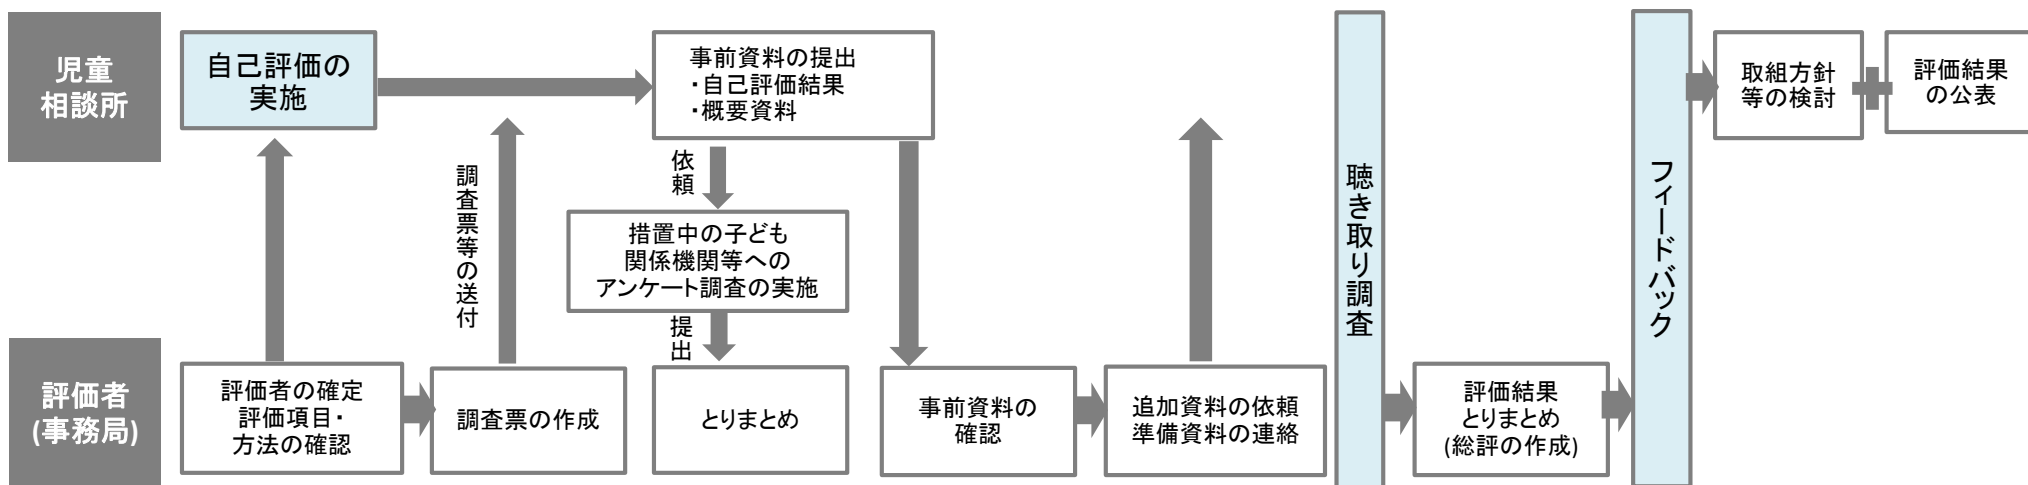 児童
相談所
自己評価の
実施
事前資料の提出
・自己評価結果
・概要資料
取組方針
等の検討
評価結果
の公表
調査票等の送付
依頼
措置中の子ども
関係機関等への
アンケート調査の実施
提出
聴き取り調査
フィードバック
評価者
(事務局)
評価者の確定
評価項目・
方法の確認
調査票の作成
とりまとめ
事前資料の
確認
追加資料の依頼
準備資料の連絡
評価結果
とりまとめ
(総評の作成)